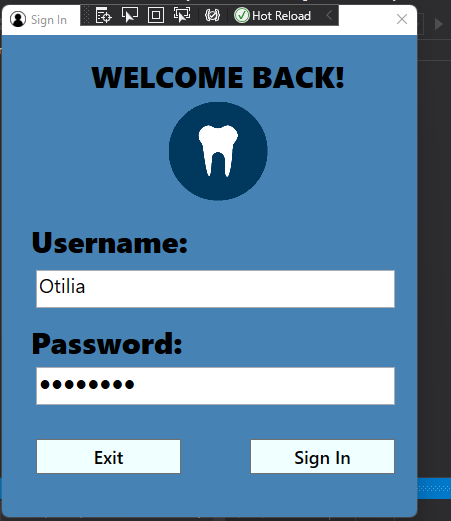 Sign In
Hot Reload
WELCOME BACK!
Username:
Otilia
Password:
●●●●●●●●
Exit
Sign In